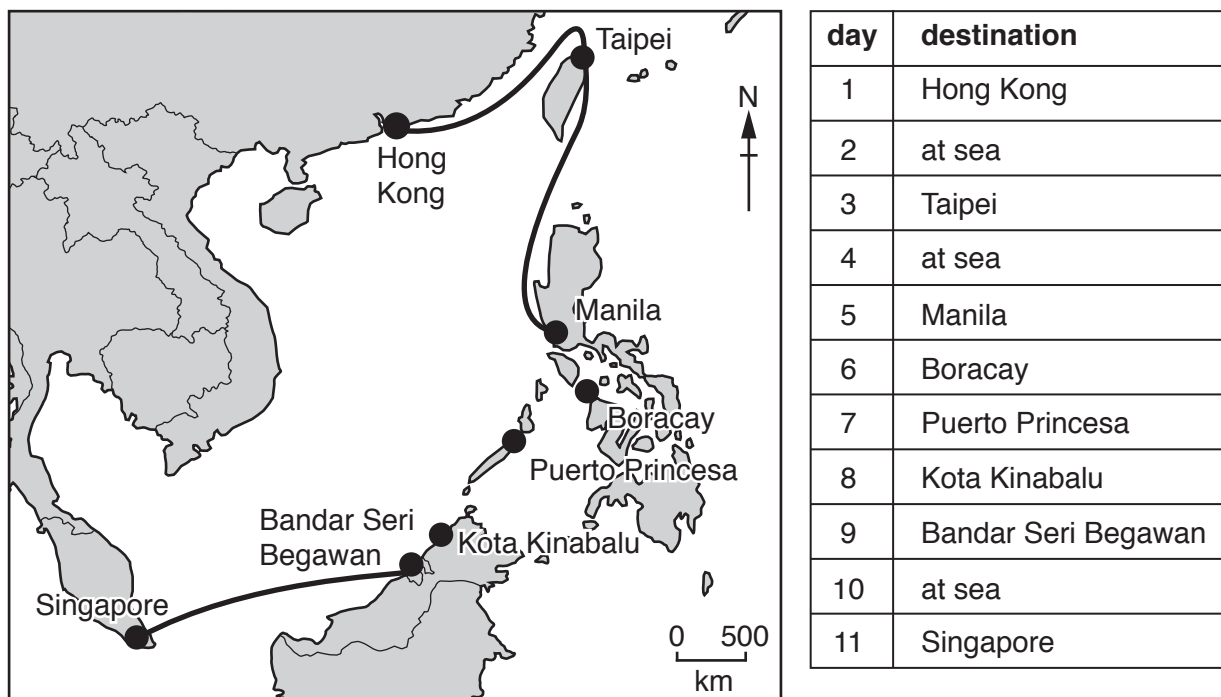 Taipei
N
Hong
Kong
Manila
Boracay
Puerto Princesa
Bandar Seri
Begawan
Kota Kinabalu
Singapore
0 500
km
day destination
1 Hong Kong
2 at sea
3 Taipei
4 at sea
5 Manila
6 Boracay
7 Puerto Princesa
8 Kota Kinabalu
9 Bandar Seri Begawan
10 at sea
11 Singapore